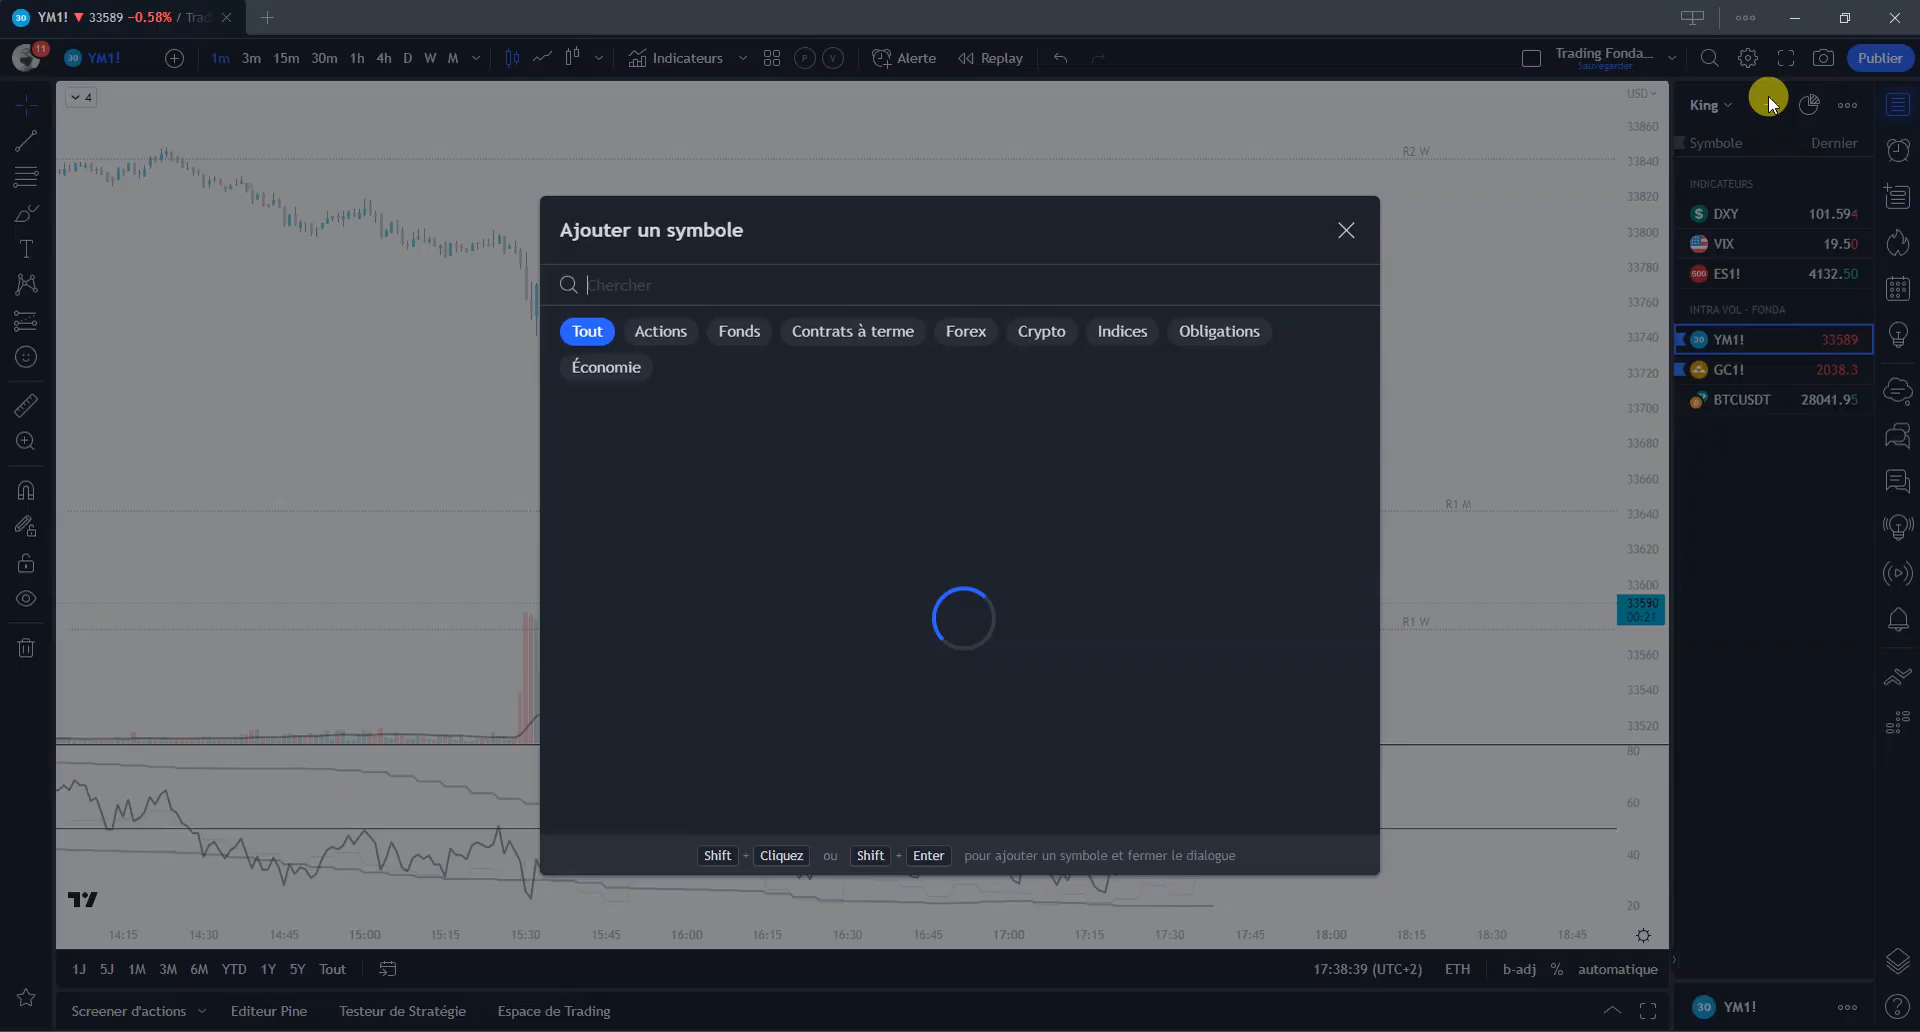 30 YM1! ▼ 33589 -0.58% / Trad
11 30 YM1! 1m 3m 15m 30m 1h 4h D W M Indicateurs P V Alerte Replay Trading Fonda... Publier
Sauvegarder
4
USD
33860
33840
33820
33800
33780
33760
33740
33720
33700
33680
33660
33640
33620
33600
33590
00:21
33560
33540
33520
80
60
40
20
R2 W
R1 M
R1 W
Ajouter un symbole
Chercher
Tout Actions Fonds Contrats à terme Forex Crypto Indices Obligations
Économie
Shift + Cliquez ou Shift + Enter pour ajouter un symbole et fermer le dialogue
King
Symbole Dernier
INDICATEURS
DXY 101.594
VIX 19.50
500 ES1! 4132.50
INTRA VOL - FONDA
30 YM1! 33589
GC1! 2038.3
BTCUSDT 28041.95
14:15 14:30 14:45 15:00 15:15 15:30 15:45 16:00 16:15 16:30 16:45 17:00 17:15 17:30 17:45 18:00 18:15 18:30 18:45
1J 5J 1M 3M 6M YTD 1Y 5Y Tout 17:38:39 (UTC+2) ETH b-adj % automatique
Screener d'actions Editeur Pine Testeur de Stratégie Espace de Trading
30 YM1!